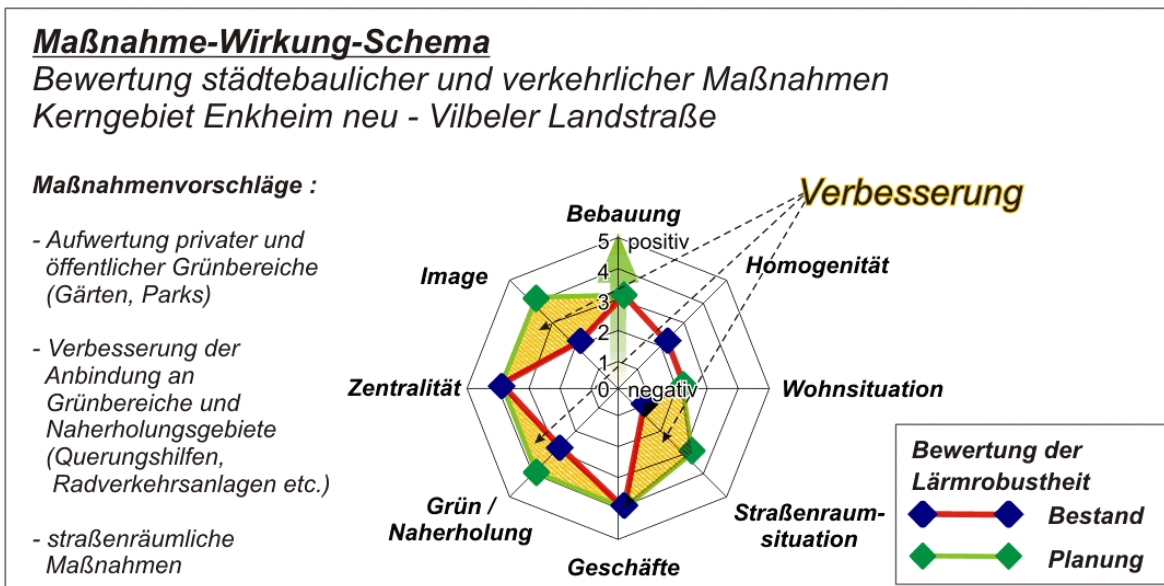 Maßnahme-Wirkung-Schema
Bewertung städtebaulicher und verkehrlicher Maßnahmen
Kerngebiet Enkheim neu - Vilbeler Landstraße
Maßnahmenvorschläge :
- Aufwertung privater und
öffentlicher Grünbereiche
(Gärten, Parks)
- Verbesserung der
Anbindung an
Grünbereiche und
Naherholungsgebiete
(Querungshilfen,
Radverkehrsanlagen etc.)
- straßenräumliche
Maßnahmen
Verbesserung
Bebauung
5
positiv
4
3
2
1
0
negativ
Homogenität
Wohnsituation
Straßenraum-
situation
Geschäfte
Grün /
Naherholung
Zentralität
Image
Bewertung der
Lärmrobustheit
Bestand
Planung